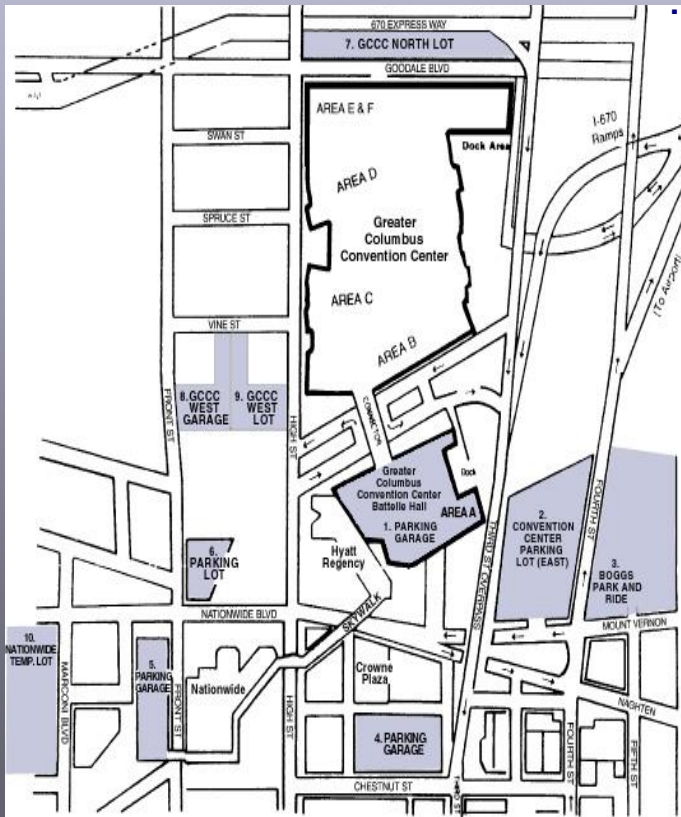 670 EXPRESS WAY
7. GCCC NORTH LOT
GOODALE BLVD
AREA E & F
SWAN ST
Dock Area
I-670
Ramps
AREA D
SPRUCE ST
Greater
Columbus
Convention Center
(To Airport)
AREA C
VINE ST
AREA B
FRONT ST
8.GCCC
WEST
GARAGE
9. GCCC
WEST
LOT
HIGH ST
CONNECTOR
Greater
Columbus
Convention Center
Battelle Hall
Dock
AREA A
1. PARKING
GARAGE
THIRD ST OVERPASS
2.
CONVENTION
CENTER
PARKING
LOT (EAST)
FOURTH ST
3.
BOGGS
PARK AND
RIDE
6.
PARKING
LOT
Hyatt
Regency
NATIONWIDE BLVD
SKYWALK
MOUNT VERNON
10.
NATIONWIDE
TEMP. LOT
MARCONI BLVD
5.
PARKING
GARAGE
FRONT ST
Nationwide
HIGH ST
Crowne
Plaza
NAGHTEN
4. PARKING
GARAGE
FOURTH ST
FIFTH ST
CHESTNUT ST
THIRD ST